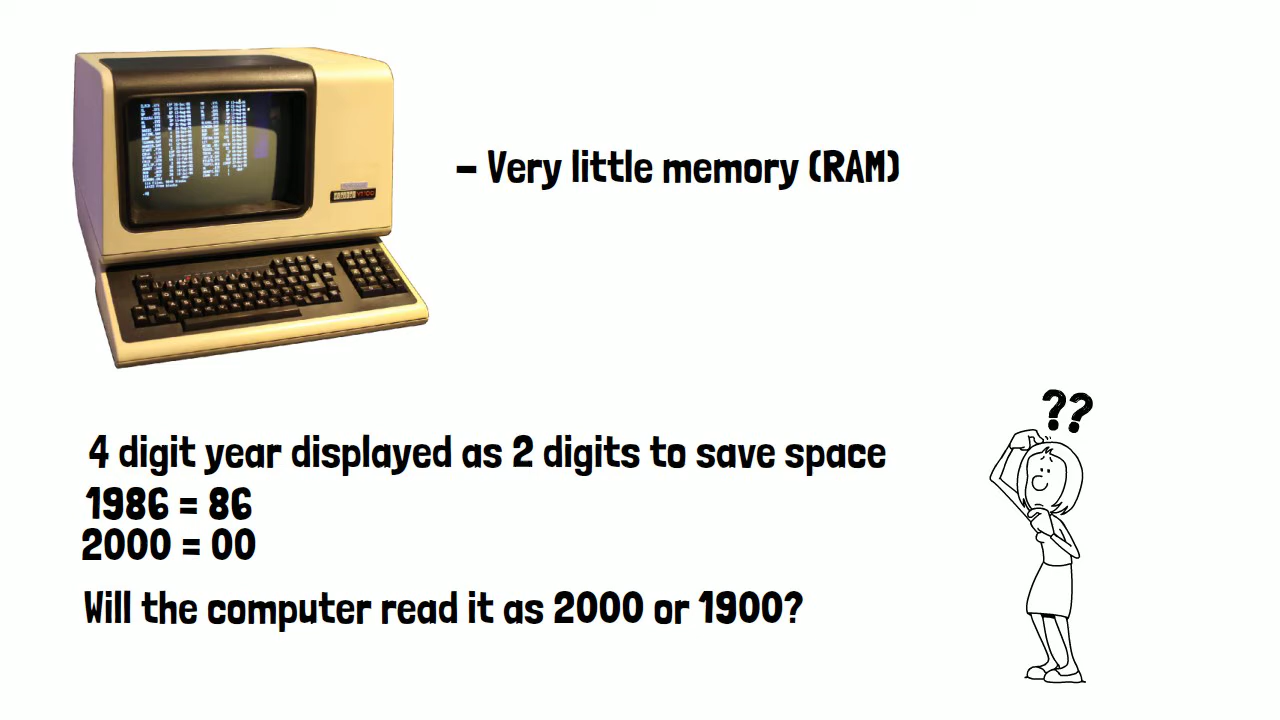 – Very little memory (RAM)
??
4 digit year displayed as 2 digits to save space
1986 = 86
2000 = 00
Will the computer read it as 2000 or 1900?